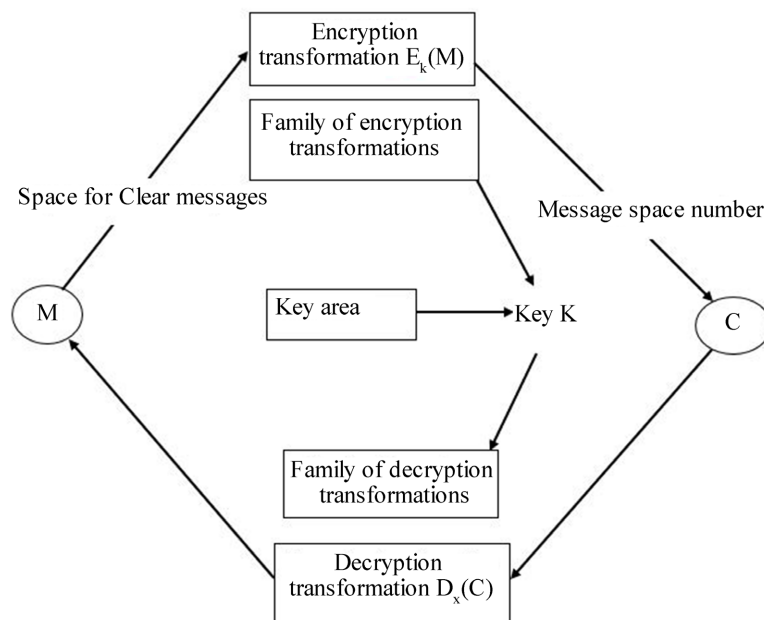 Encryption
transformation Eₖ(M)
Family of encryption
transformations
Space for Clear messages
Message space number
M
Key area
Key K
C
Family of decryption
transformations
Decryption
transformation Dₓ(C)